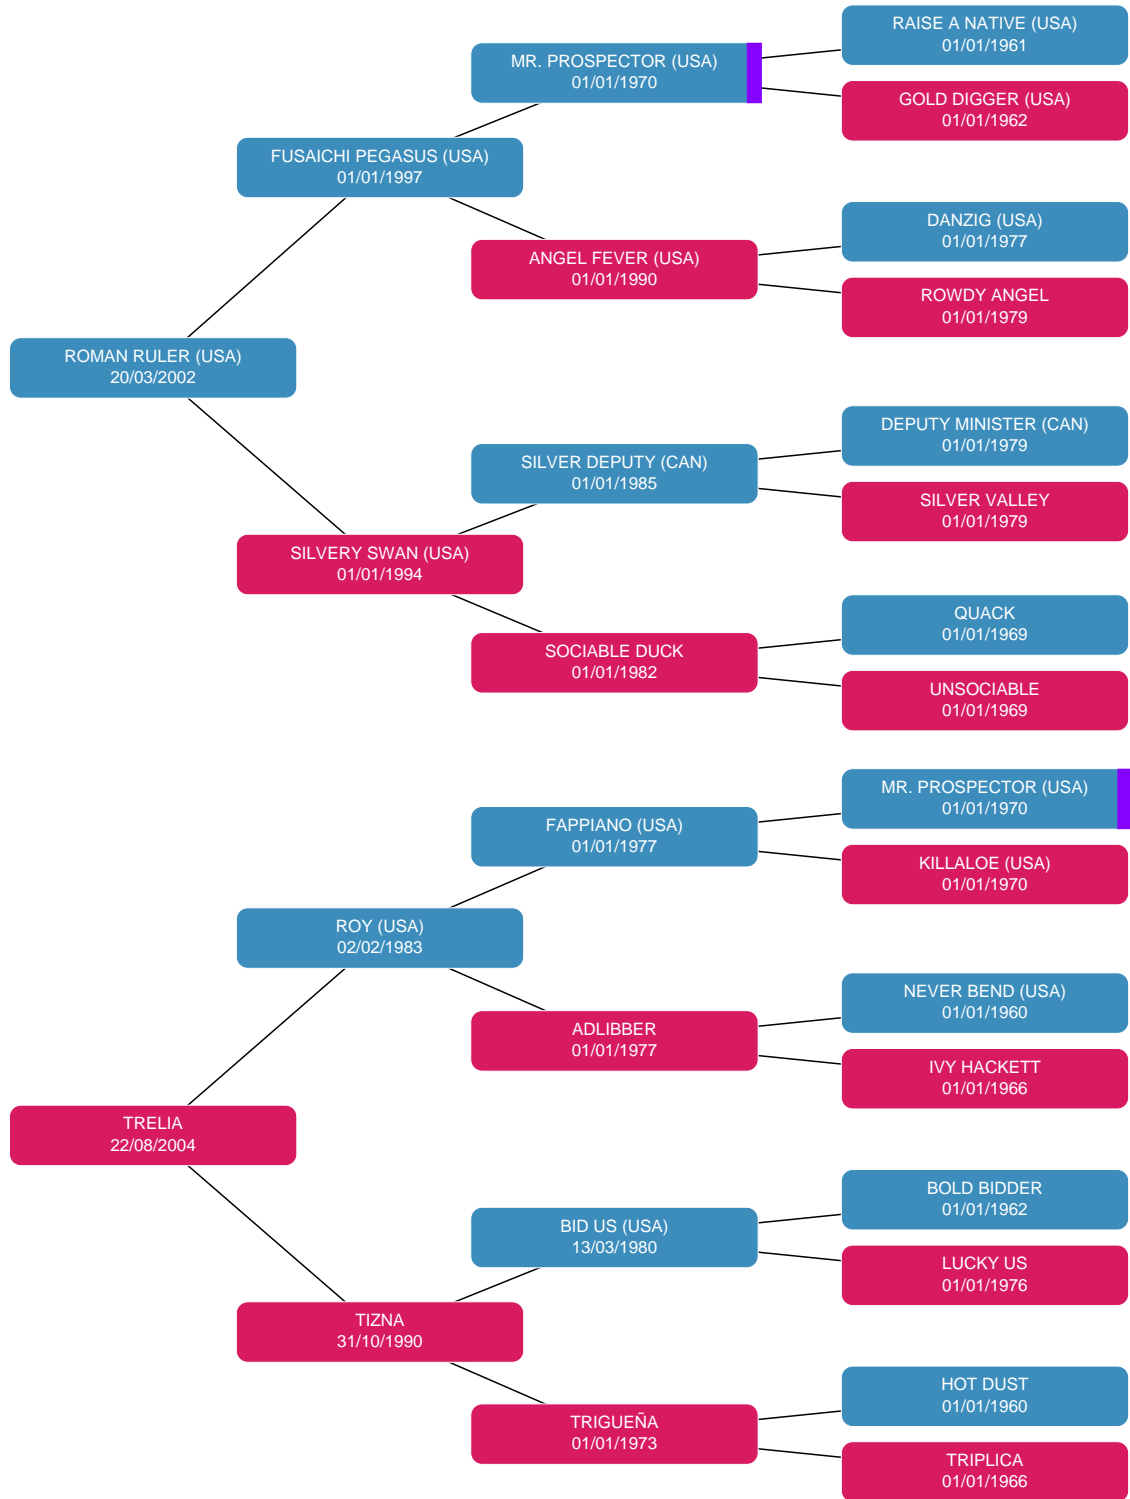 RAISE A NATIVE (USA)
01/01/1961
MR. PROSPECTOR (USA)
01/01/1970
GOLD DIGGER (USA)
01/01/1962
FUSAICHI PEGASUS (USA)
01/01/1997
DANZIG (USA)
01/01/1977
ANGEL FEVER (USA)
01/01/1990
ROWDY ANGEL
01/01/1979
ROMAN RULER (USA)
20/03/2002
DEPUTY MINISTER (CAN)
01/01/1979
SILVER DEPUTY (CAN)
01/01/1985
SILVER VALLEY
01/01/1979
SILVERY SWAN (USA)
01/01/1994
QUACK
01/01/1969
SOCIABLE DUCK
01/01/1982
UNSOCIABLE
01/01/1969
MR. PROSPECTOR (USA)
01/01/1970
FAPPIANO (USA)
01/01/1977
KILLALOE (USA)
01/01/1970
ROY (USA)
02/02/1983
NEVER BEND (USA)
01/01/1960
ADLIBBER
01/01/1977
IVY HACKETT
01/01/1966
TRELIA
22/08/2004
BOLD BIDDER
01/01/1962
BID US (USA)
13/03/1980
LUCKY US
01/01/1976
TIZNA
31/10/1990
HOT DUST
01/01/1960
TRIGUEÑA
01/01/1973
TRIPLICA
01/01/1966